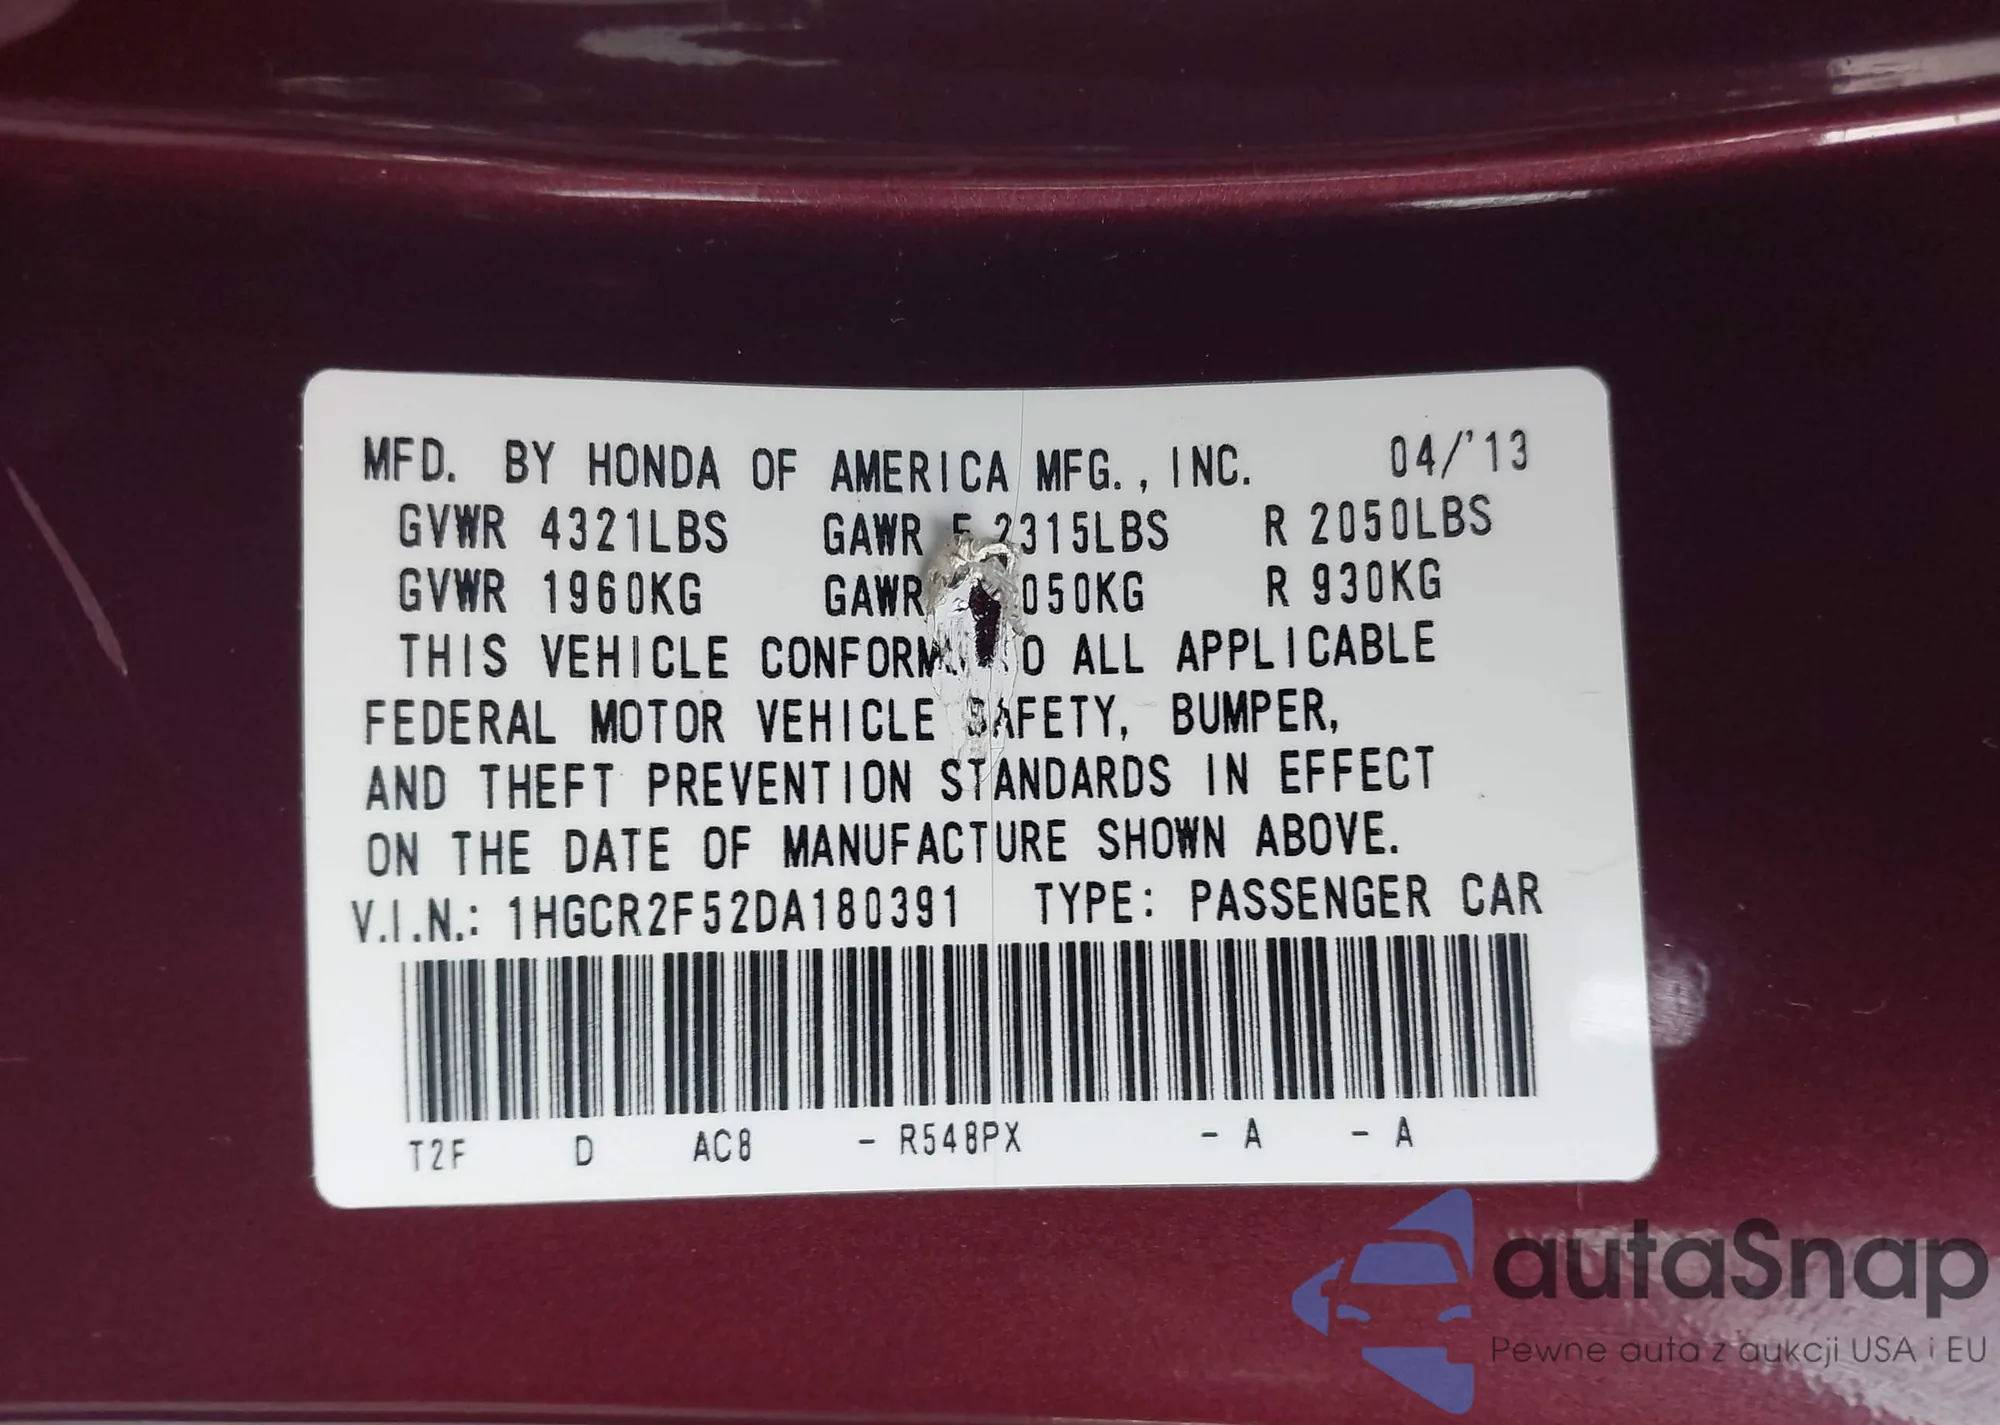 MFD. BY HONDA OF AMERICA MFG., INC. 04/'13
GVWR 4321LBS GAWR F 2315LBS R 2050LBS
GVWR 1960KG GAWR 050KG R 930KG
THIS VEHICLE CONFORM O ALL APPLICABLE
FEDERAL MOTOR VEHICLE SAFETY, BUMPER,
AND THEFT PREVENTION STANDARDS IN EFFECT
ON THE DATE OF MANUFACTURE SHOWN ABOVE.
V.I.N.: 1HGCR2F52DA180391 TYPE: PASSENGER CAR
T2F D AC8 - R548PX - A - A
autaSnap
Pewne auta z aukcji USA i EU